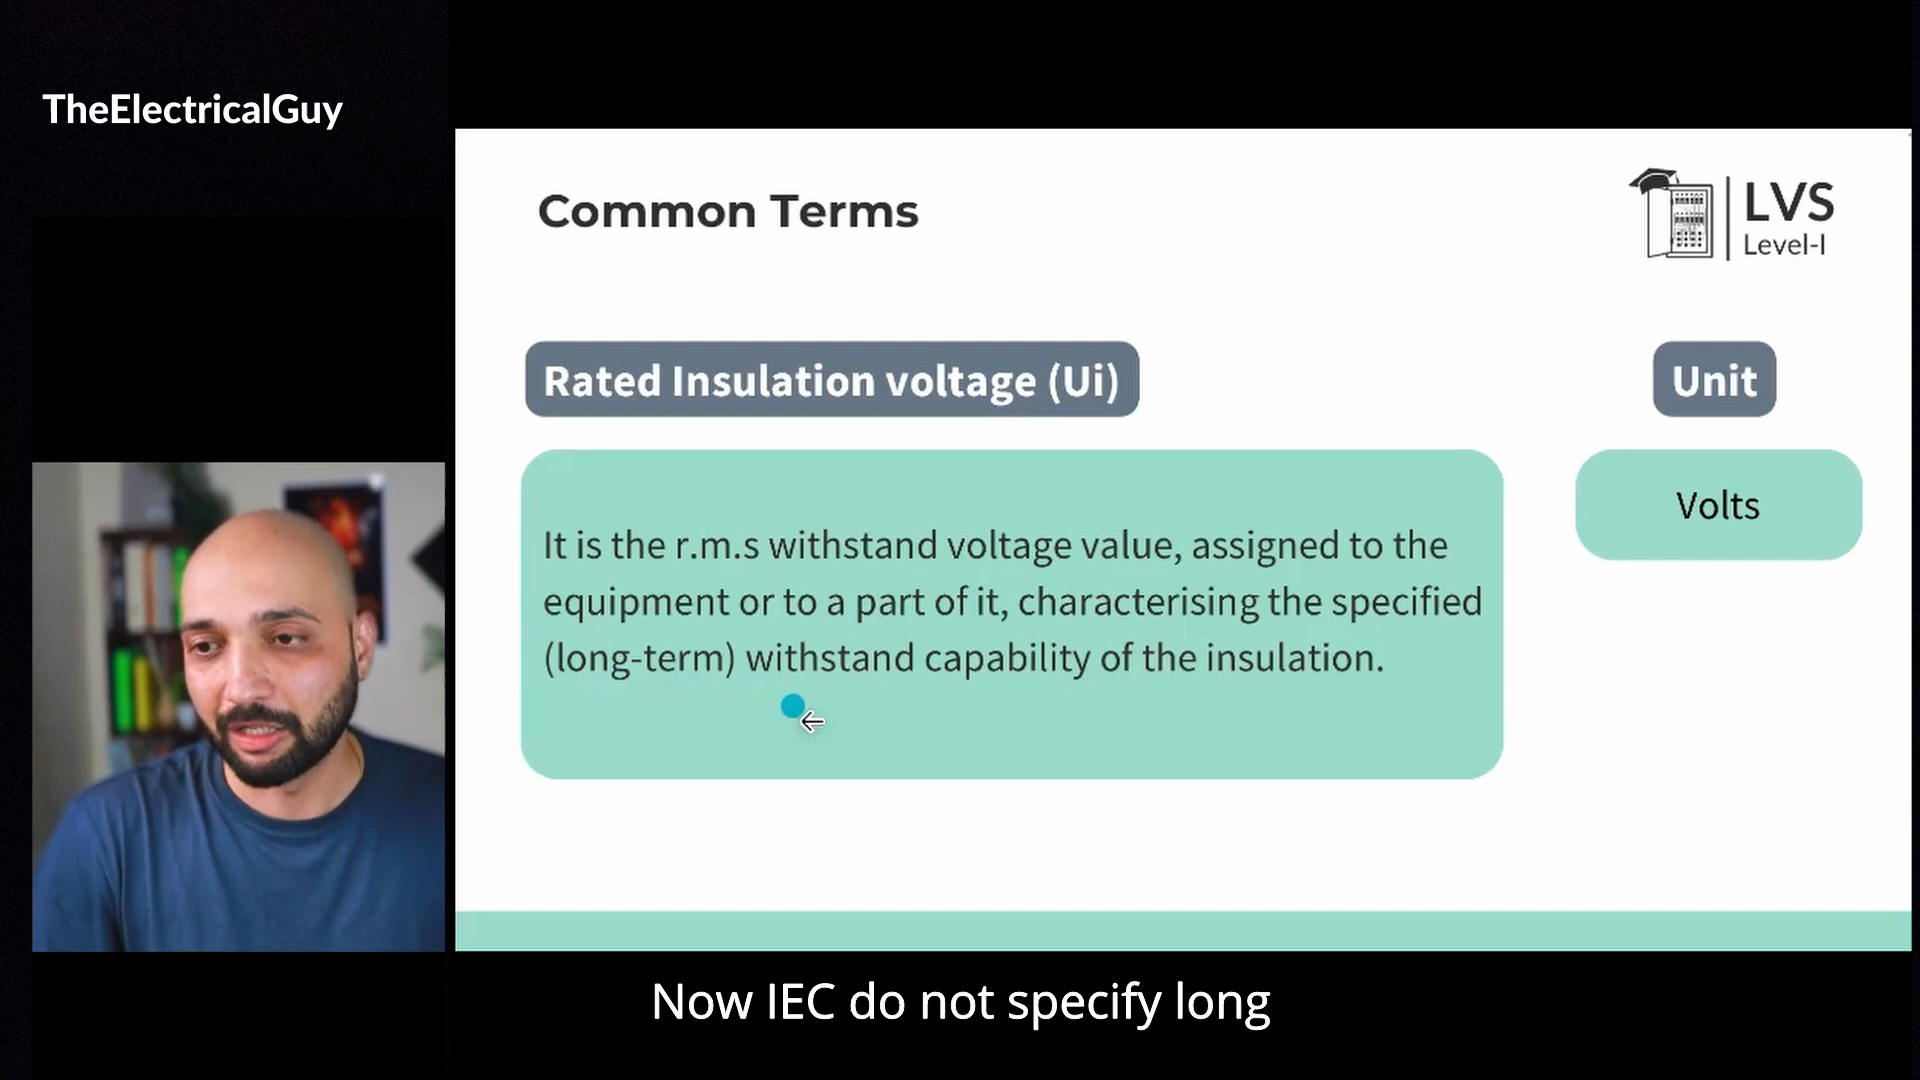 TheElectricalGuy
Common Terms
LVS
Level-I
Rated Insulation voltage (Ui)
Unit
It is the r.m.s withstand voltage value, assigned to the
equipment or to a part of it, characterising the specified
(long-term) withstand capability of the insulation.
Volts
Now IEC do not specify long